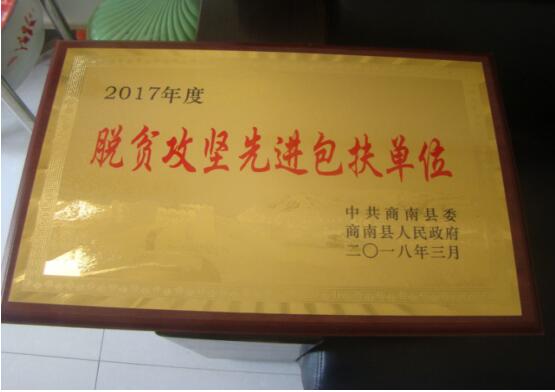 2017年度
脱贫攻坚先进包扶单位
中共商南县委
商南县人民政府
二〇一八年三月